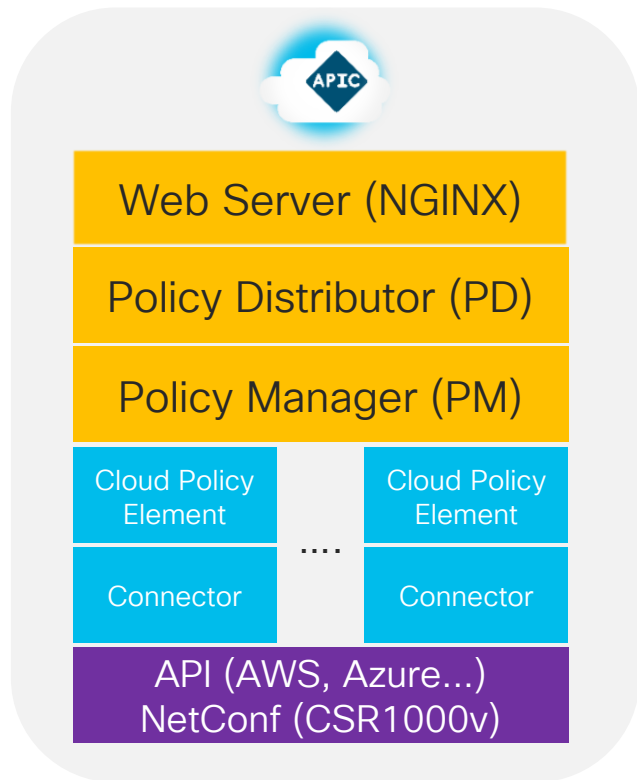 APIC
Web Server (NGINX)
Policy Distributor (PD)
Policy Manager (PM)
Cloud Policy
Element
Cloud Policy
Element
....
Connector
Connector
API (AWS, Azure...)
NetConf (CSR1000v)